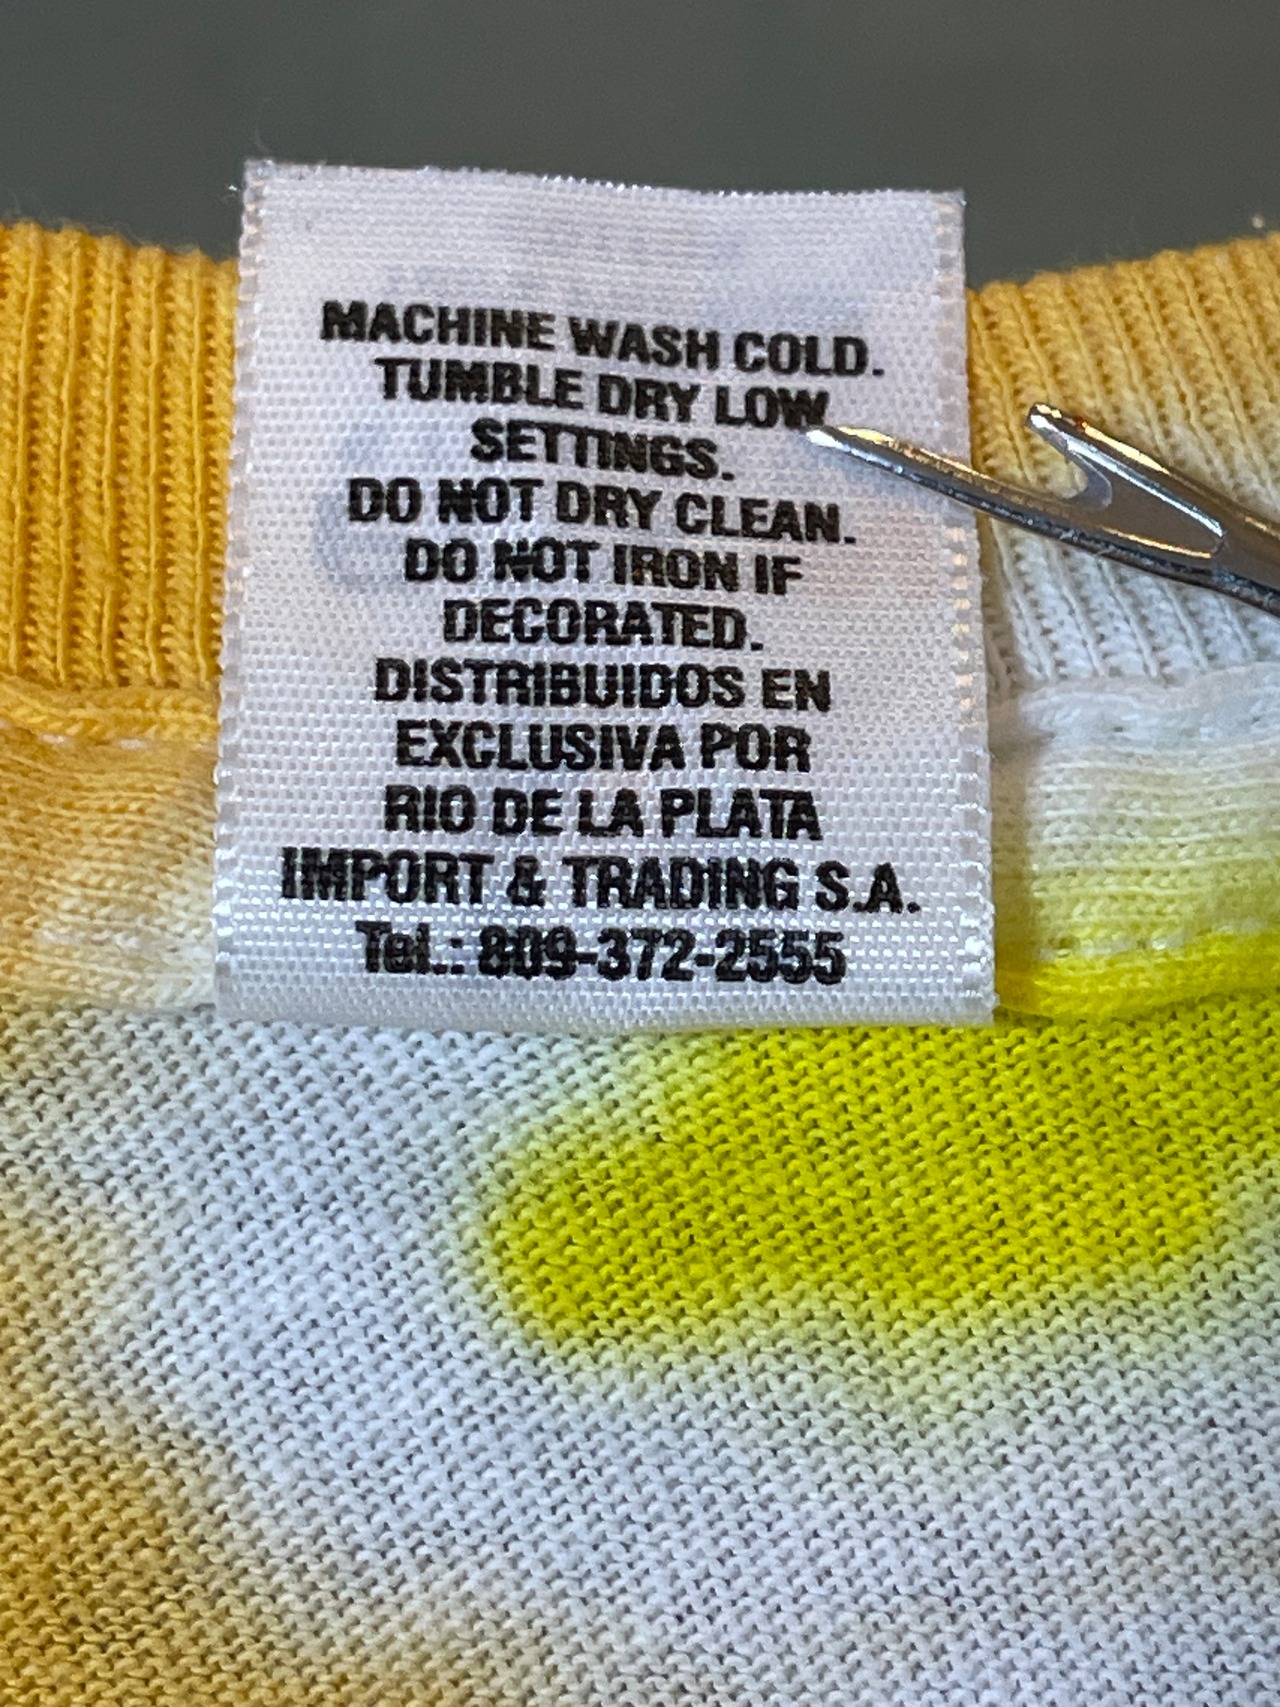 MACHINE WASH COLD.
TUMBLE DRY LOW
SETTINGS.
DO NOT DRY CLEAN.
DO NOT IRON IF
DECORATED.
DISTRIBUIDOS EN
EXCLUSIVA POR
RIO DE LA PLATA
IMPORT & TRADING S.A.
Tel.: 809-372-2555